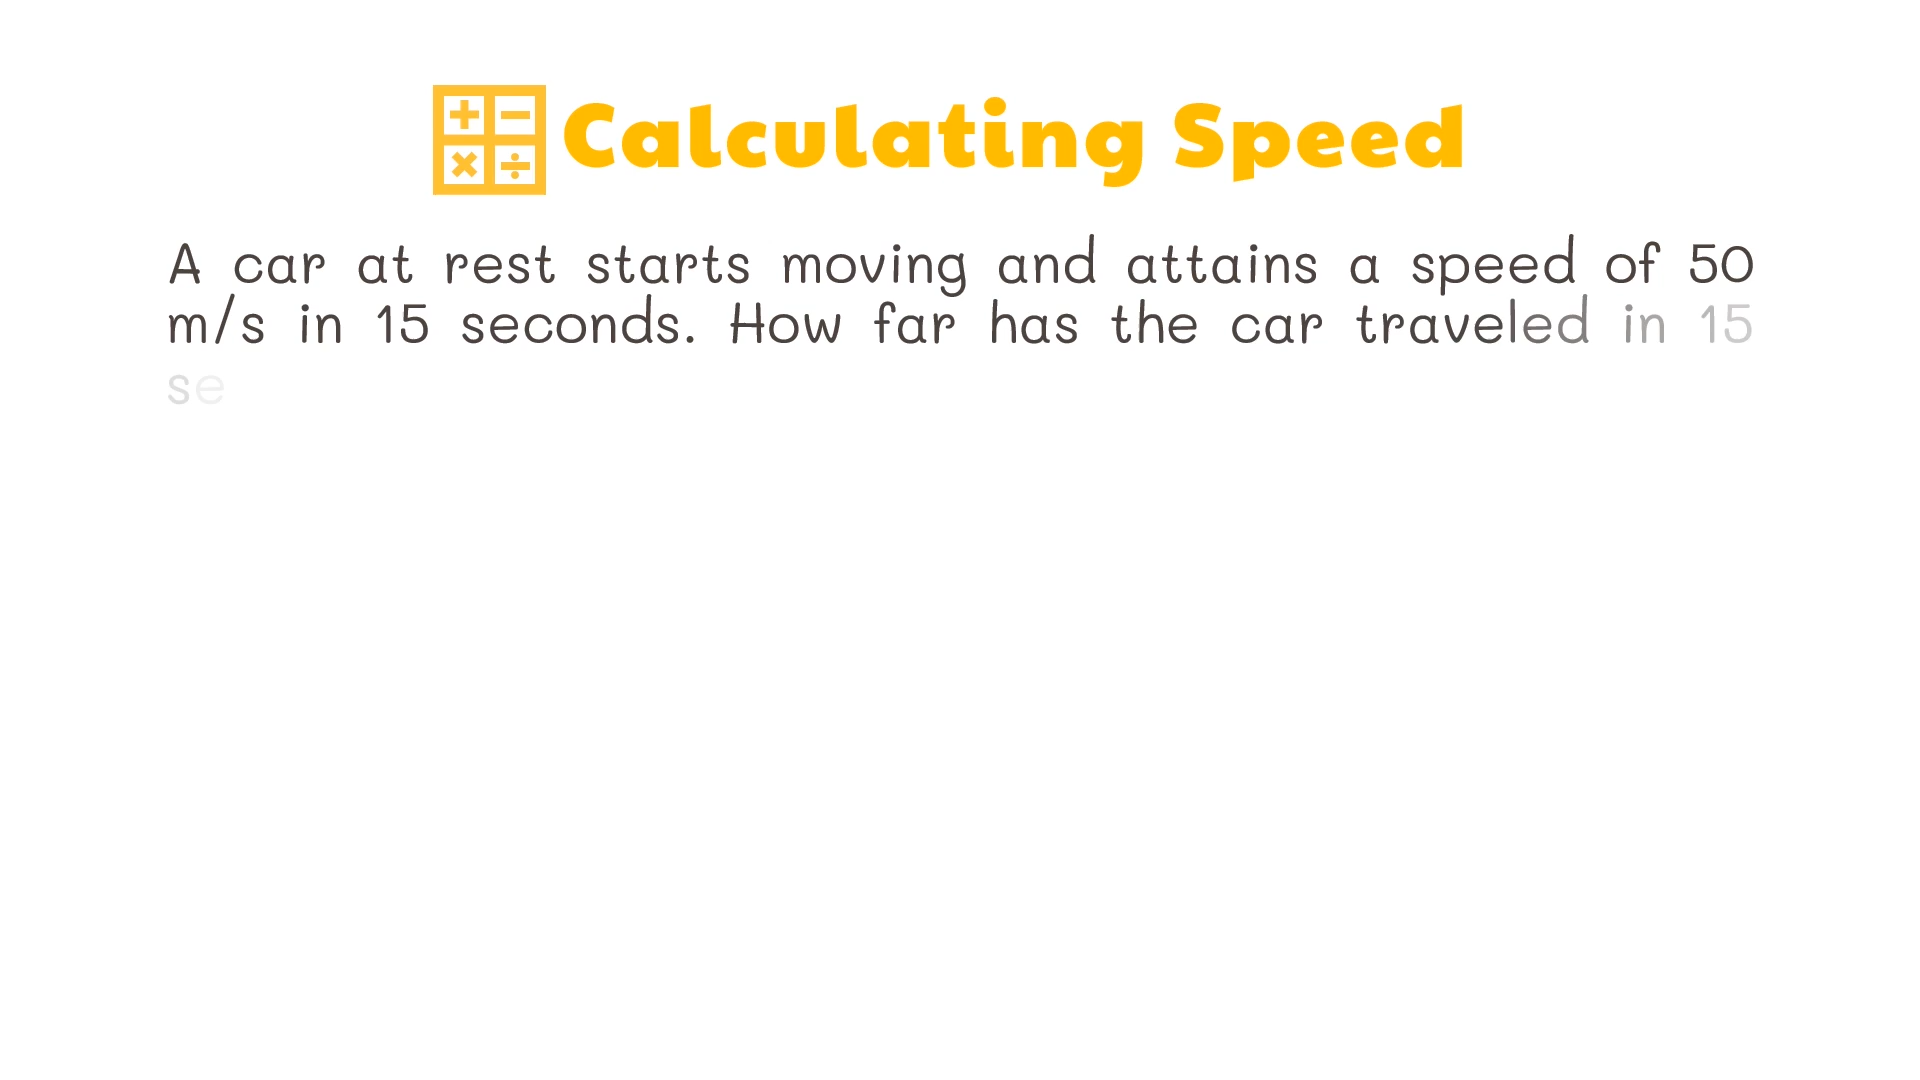 Calculating Speed
A car at rest starts moving and attains a speed of 50
m/s in 15 seconds. How far has the car traveled in 15
se